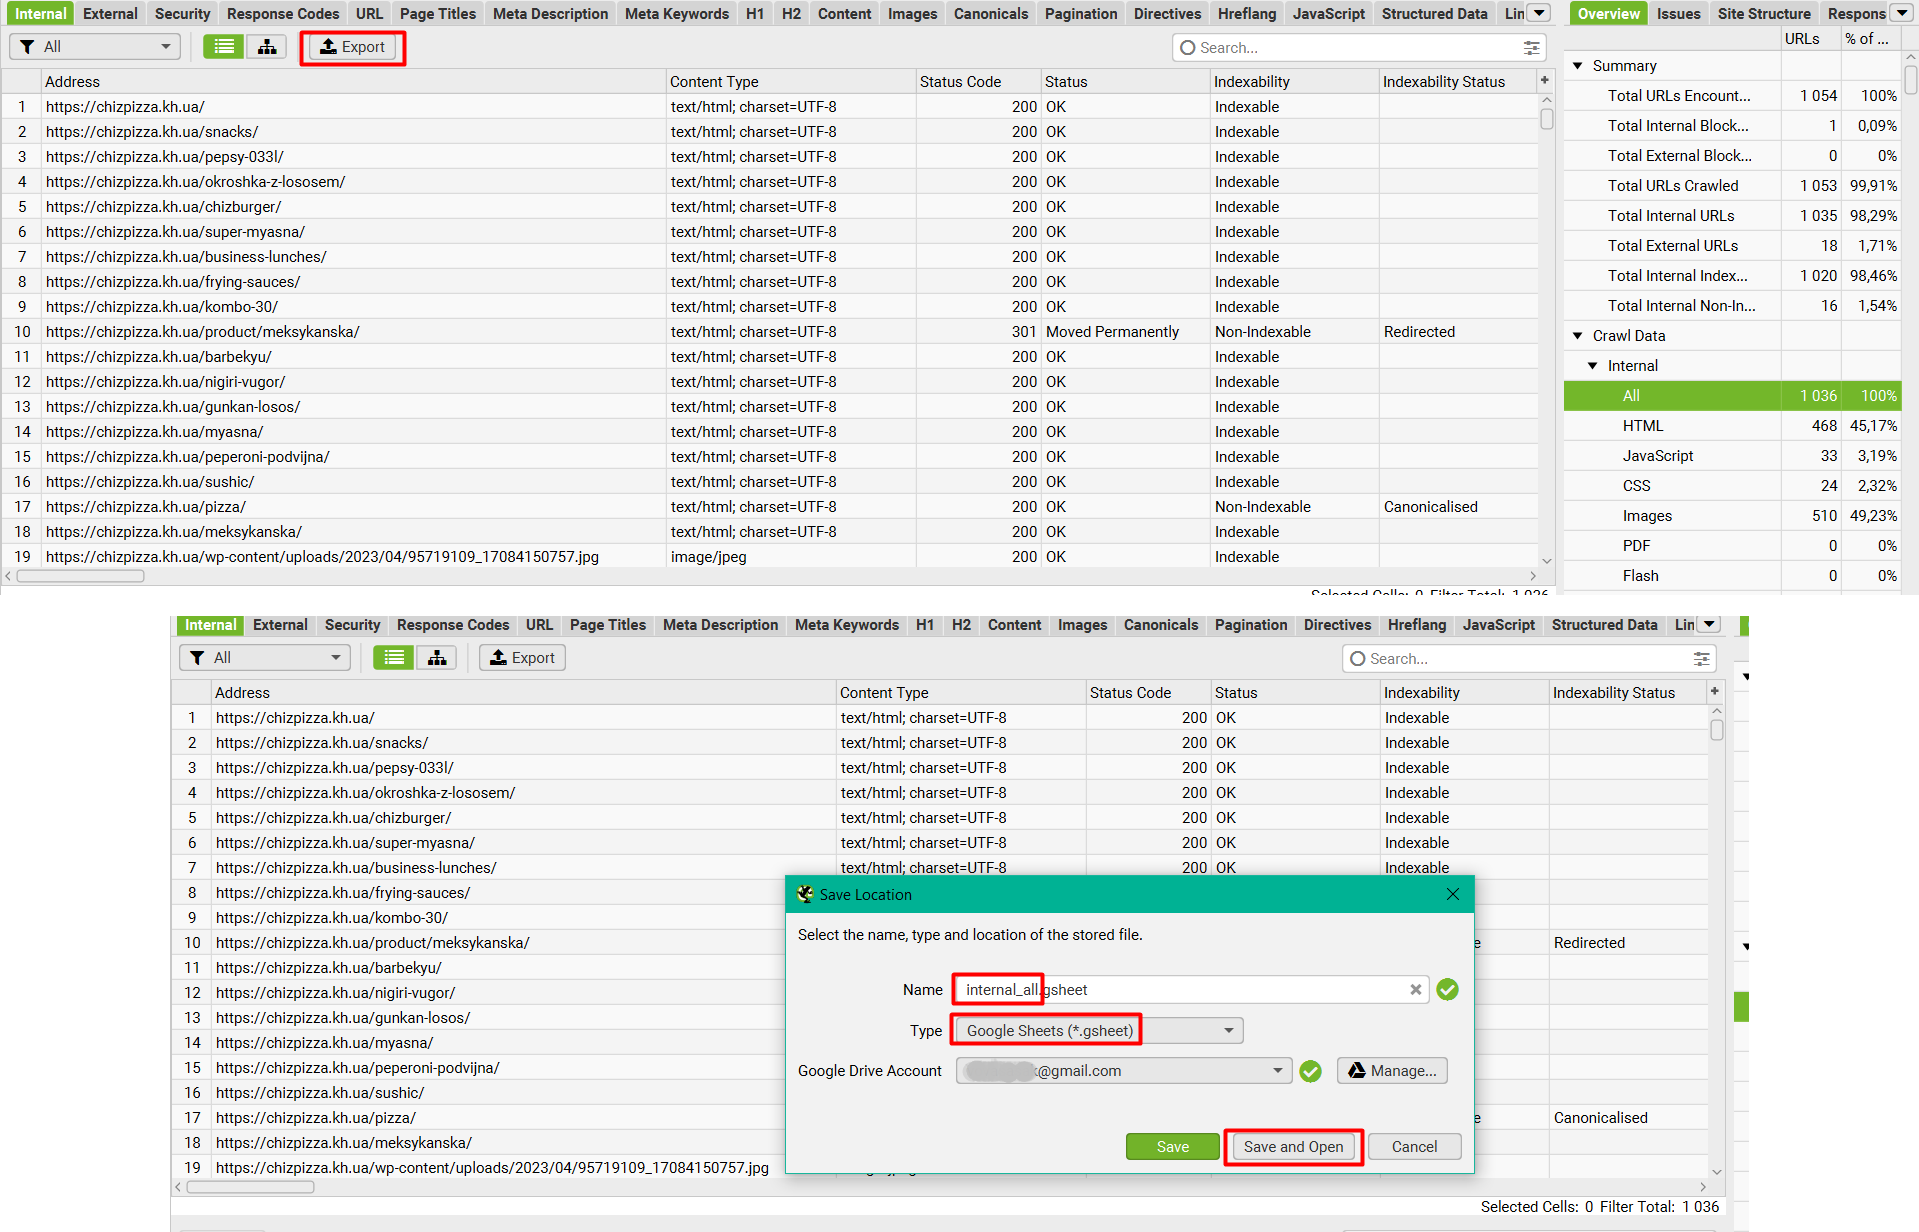 Internal External Security Response Codes URL Page Titles Meta Description Meta Keywords H1 H2 Content Images Canonicals Pagination Directives Hreflang JavaScript Structured Data Lin
Overview Issues Site Structure Respons
All Export Search...
URLs % of ...
Address Content Type Status Code Status Indexability Indexability Status +
1 https://chizpizza.kh.ua/ text/html; charset=UTF-8 200 OK Indexable
2 https://chizpizza.kh.ua/snacks/ text/html; charset=UTF-8 200 OK Indexable
3 https://chizpizza.kh.ua/pepsy-033l/ text/html; charset=UTF-8 200 OK Indexable
4 https://chizpizza.kh.ua/okroshka-z-lososem/ text/html; charset=UTF-8 200 OK Indexable
5 https://chizpizza.kh.ua/chizburger/ text/html; charset=UTF-8 200 OK Indexable
6 https://chizpizza.kh.ua/super-myasna/ text/html; charset=UTF-8 200 OK Indexable
7 https://chizpizza.kh.ua/business-lunches/ text/html; charset=UTF-8 200 OK Indexable
8 https://chizpizza.kh.ua/frying-sauces/ text/html; charset=UTF-8 200 OK Indexable
9 https://chizpizza.kh.ua/kombo-30/ text/html; charset=UTF-8 200 OK Indexable
10 https://chizpizza.kh.ua/product/meksykanska/ text/html; charset=UTF-8 301 Moved Permanently Non-Indexable Redirected
11 https://chizpizza.kh.ua/barbekyu/ text/html; charset=UTF-8 200 OK Indexable
12 https://chizpizza.kh.ua/nigiri-vugor/ text/html; charset=UTF-8 200 OK Indexable
13 https://chizpizza.kh.ua/gunkan-losos/ text/html; charset=UTF-8 200 OK Indexable
14 https://chizpizza.kh.ua/myasna/ text/html; charset=UTF-8 200 OK Indexable
15 https://chizpizza.kh.ua/peperoni-podvijna/ text/html; charset=UTF-8 200 OK Indexable
16 https://chizpizza.kh.ua/sushic/ text/html; charset=UTF-8 200 OK Indexable
17 https://chizpizza.kh.ua/pizza/ text/html; charset=UTF-8 200 OK Non-Indexable Canonicalised
18 https://chizpizza.kh.ua/meksykanska/ text/html; charset=UTF-8 200 OK Indexable
19 https://chizpizza.kh.ua/wp-content/uploads/2023/04/95719109_17084150757.jpg image/jpeg 200 OK Indexable
Selected Cells: 0 Filter Total: 1 036
Summary
Total URLs Encount... 1 054 100%
Total Internal Block... 1 0,09%
Total External Block... 0 0%
Total URLs Crawled 1 053 99,91%
Total Internal URLs 1 035 98,29%
Total External URLs 18 1,71%
Total Internal Index... 1 020 98,46%
Total Internal Non-In... 16 1,54%
Crawl Data
Internal
All 1 036 100%
HTML 468 45,17%
JavaScript 33 3,19%
CSS 24 2,32%
Images 510 49,23%
PDF 0 0%
Flash 0 0%
Internal External Security Response Codes URL Page Titles Meta Description Meta Keywords H1 H2 Content Images Canonicals Pagination Directives Hreflang JavaScript Structured Data Lin
All Export Search...
Address Content Type Status Code Status Indexability Indexability Status +
1 https://chizpizza.kh.ua/ text/html; charset=UTF-8 200 OK Indexable
2 https://chizpizza.kh.ua/snacks/ text/html; charset=UTF-8 200 OK Indexable
3 https://chizpizza.kh.ua/pepsy-033l/ text/html; charset=UTF-8 200 OK Indexable
4 https://chizpizza.kh.ua/okroshka-z-lososem/ text/html; charset=UTF-8 200 OK Indexable
5 https://chizpizza.kh.ua/chizburger/ text/html; charset=UTF-8 200 OK Indexable
6 https://chizpizza.kh.ua/super-myasna/ text/html; charset=UTF-8 200 OK Indexable
7 https://chizpizza.kh.ua/business-lunches/ text/html; charset=UTF-8 200 OK Indexable
8 https://chizpizza.kh.ua/frying-sauces/
9 https://chizpizza.kh.ua/kombo-30/
10 https://chizpizza.kh.ua/product/meksykanska/ e Redirected
11 https://chizpizza.kh.ua/barbekyu/
12 https://chizpizza.kh.ua/nigiri-vugor/
13 https://chizpizza.kh.ua/gunkan-losos/
14 https://chizpizza.kh.ua/myasna/
15 https://chizpizza.kh.ua/peperoni-podvijna/
16 https://chizpizza.kh.ua/sushic/
17 https://chizpizza.kh.ua/pizza/ e Canonicalised
18 https://chizpizza.kh.ua/meksykanska/
19 https://chizpizza.kh.ua/wp-content/uploads/2023/04/95719109_17084150757.jpg
Save Location
Select the name, type and location of the stored file.
Name internal_all.gsheet
Type Google Sheets (*.gsheet)
Google Drive Account @gmail.com Manage...
Save Save and Open Cancel
Selected Cells: 0 Filter Total: 1 036